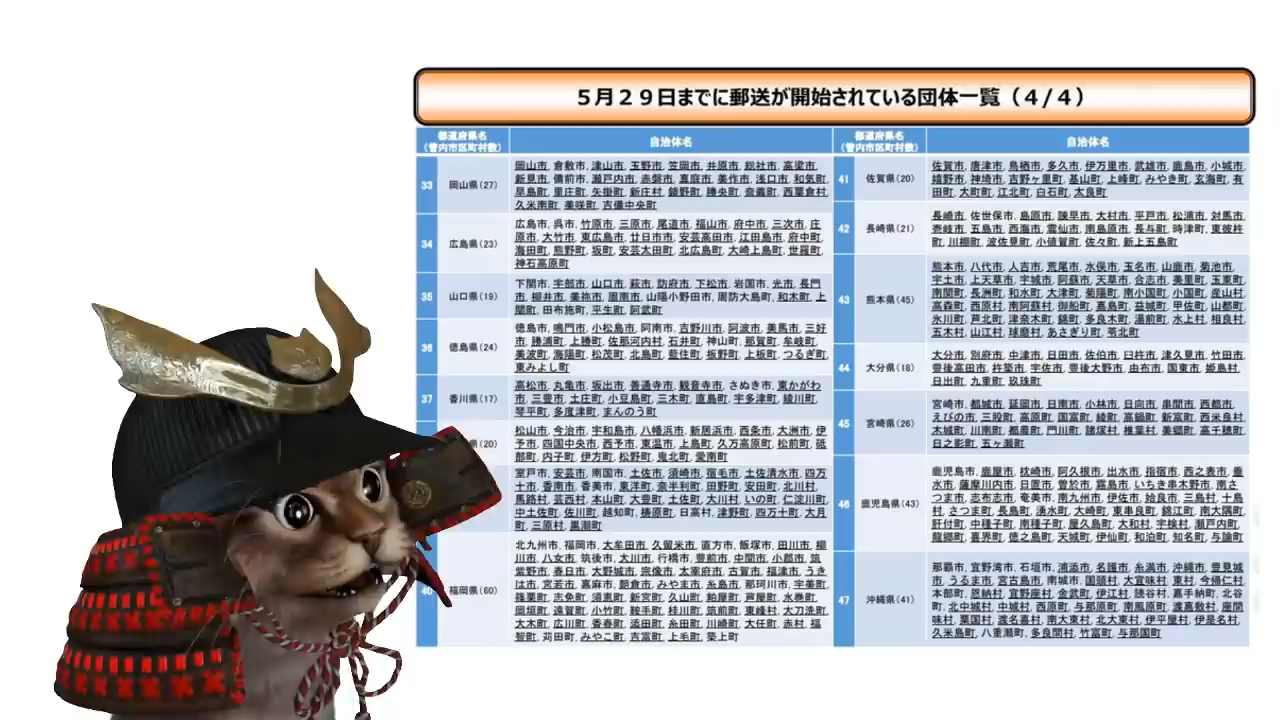 5月29日までに郵送が開始されている団体一覧(4/4)
都道府県名
(管内市区町村数)
自治体名
33
岡山県(27)
岡山市, 倉敷市, 津山市, 玉野市, 笠岡市, 井原市, 総社市, 高梁市,
新見市, 備前市, 瀬戸内市, 赤磐市, 真庭市, 美作市, 浅口市, 和気町,
早島町, 里庄町, 矢掛町, 新庄村, 鏡野町, 勝央町, 奈義町, 西粟倉村,
久米南町, 美咲町, 吉備中央町
34
広島県(23)
広島市, 呉市, 竹原市, 三原市, 尾道市, 福山市, 府中市, 三次市, 庄
原市, 大竹市, 東広島市, 廿日市市, 安芸高田市, 江田島市, 府中町,
海田町, 熊野町, 坂町, 安芸太田町, 北広島町, 大崎上島町, 世羅町,
神石高原町
35
山口県(19)
下関市, 宇部市, 山口市, 萩市, 防府市, 下松市, 岩国市, 光市, 長門
市, 柳井市, 美祢市, 周南市, 山陽小野田市, 周防大島町, 和木町, 上
関町, 田布施町, 平生町, 阿武町
36
徳島県(24)
徳島市, 鳴門市, 小松島市, 阿南市, 吉野川市, 阿波市, 美馬市, 三好
市, 勝浦町, 上勝町, 佐那河内村, 石井町, 神山町, 那賀町, 牟岐町,
美波町, 海陽町, 松茂町, 北島町, 藍住町, 板野町, 上板町, つるぎ町,
東みよし町
37
香川県(17)
高松市, 丸亀市, 坂出市, 善通寺市, 観音寺市, さぬき市, 東かがわ
市, 三豊市, 土庄町, 小豆島町, 三木町, 直島町, 宇多津町, 綾川町,
琴平町, 多度津町, まんのう町
県(20)
松山市, 今治市, 宇和島市, 八幡浜市, 新居浜市, 西条市, 大洲市, 伊
予市, 四国中央市, 西予市, 東温市, 上島町, 久万高原町, 松前町, 砥
部町, 内子町, 伊方町, 松野町, 鬼北町, 愛南町
室戸市, 安芸市, 南国市, 土佐市, 須崎市, 宿毛市, 土佐清水市, 四万
十市, 香南市, 香美市, 東洋町, 奈半利町, 田野町, 安田町, 北川村,
馬路村, 芸西村, 本山町, 大豊町, 土佐町, 大川村, いの町, 仁淀川町,
中土佐町, 佐川町, 越知町, 梼原町, 日高村, 津野町, 四万十町, 大月
町, 三原村, 黒潮町
40
福岡県(60)
北九州市, 福岡市, 大牟田市, 久留米市, 直方市, 飯塚市, 田川市, 柳
川市, 八女市, 筑後市, 大川市, 行橋市, 豊前市, 中間市, 小郡市, 筑
紫野市, 春日市, 大野城市, 宗像市, 太宰府市, 古賀市, 福津市, うき
は市, 宮若市, 嘉麻市, 朝倉市, みやま市, 糸島市, 那珂川市, 宇美町,
篠栗町, 志免町, 須恵町, 新宮町, 久山町, 粕屋町, 芦屋町, 水巻町,
岡垣町, 遠賀町, 小竹町, 鞍手町, 桂川町, 筑前町, 東峰村, 大刀洗町,
大木町, 広川町, 香春町, 添田町, 糸田町, 川崎町, 大任町, 赤村, 福
智町, 苅田町, みやこ町, 吉富町, 上毛町, 築上町
都道府県名
(管内市区町村数)
自治体名
41
佐賀県(20)
佐賀市, 唐津市, 鳥栖市, 多久市, 伊万里市, 武雄市, 鹿島市, 小城市,
嬉野市, 神埼市, 吉野ヶ里町, 基山町, 上峰町, みやき町, 玄海町, 有
田町, 大町町, 江北町, 白石町, 太良町
42
長崎県(21)
長崎市, 佐世保市, 島原市, 諫早市, 大村市, 平戸市, 松浦市, 対馬市,
壱岐市, 五島市, 西海市, 雲仙市, 南島原市, 長与町, 時津町, 東彼杵
町, 川棚町, 波佐見町, 小値賀町, 佐々町, 新上五島町
43
熊本県(45)
熊本市, 八代市, 人吉市, 荒尾市, 水俣市, 玉名市, 山鹿市, 菊池市,
宇土市, 上天草市, 宇城市, 阿蘇市, 天草市, 合志市, 美里町, 玉東町,
南関町, 長洲町, 和水町, 大津町, 菊陽町, 南小国町, 小国町, 産山村,
高森町, 西原村, 南阿蘇村, 御船町, 嘉島町, 益城町, 甲佐町, 山都町,
氷川町, 芦北町, 津奈木町, 錦町, 多良木町, 湯前町, 水上村, 相良村,
五木村, 山江村, 球磨村, あさぎり町, 苓北町
44
大分県(18)
大分市, 別府市, 中津市, 日田市, 佐伯市, 臼杵市, 津久見市, 竹田市,
豊後高田市, 杵築市, 宇佐市, 豊後大野市, 由布市, 国東市, 姫島村,
日出町, 九重町, 玖珠町
45
宮崎県(26)
宮崎市, 都城市, 延岡市, 日南市, 小林市, 日向市, 串間市, 西都市,
えびの市, 三股町, 高原町, 国富町, 綾町, 高鍋町, 新富町, 西米良村,
木城町, 川南町, 都農町, 門川町, 諸塚村, 椎葉村, 美郷町, 高千穂町,
日之影町, 五ヶ瀬町
46
鹿児島県(43)
鹿児島市, 鹿屋市, 枕崎市, 阿久根市, 出水市, 指宿市, 西之表市, 垂
水市, 薩摩川内市, 日置市, 曽於市, 霧島市, いちき串木野市, 南さ
つま市, 志布志市, 奄美市, 南九州市, 伊佐市, 姶良市, 三島村, 十島
村, さつま町, 長島町, 湧水町, 大崎町, 東串良町, 錦江町, 南大隅町,
肝付町, 中種子町, 南種子町, 屋久島町, 大和村, 宇検村, 瀬戸内町,
龍郷町, 喜界町, 徳之島町, 天城町, 伊仙町, 和泊町, 知名町, 与論町
47
沖縄県(41)
那覇市, 宜野湾市, 石垣市, 浦添市, 名護市, 糸満市, 沖縄市, 豊見城
市, うるま市, 宮古島市, 南城市, 国頭村, 大宜味村, 東村, 今帰仁村,
本部町, 恩納村, 宜野座村, 金武町, 伊江村, 読谷村, 嘉手納町, 北谷
町, 北中城村, 中城村, 西原町, 与那原町, 南風原町, 渡嘉敷村, 座間
味村, 粟国村, 渡名喜村, 南大東村, 北大東村, 伊平屋村, 伊是名村,
久米島町, 八重瀬町, 多良間村, 竹富町, 与那国町